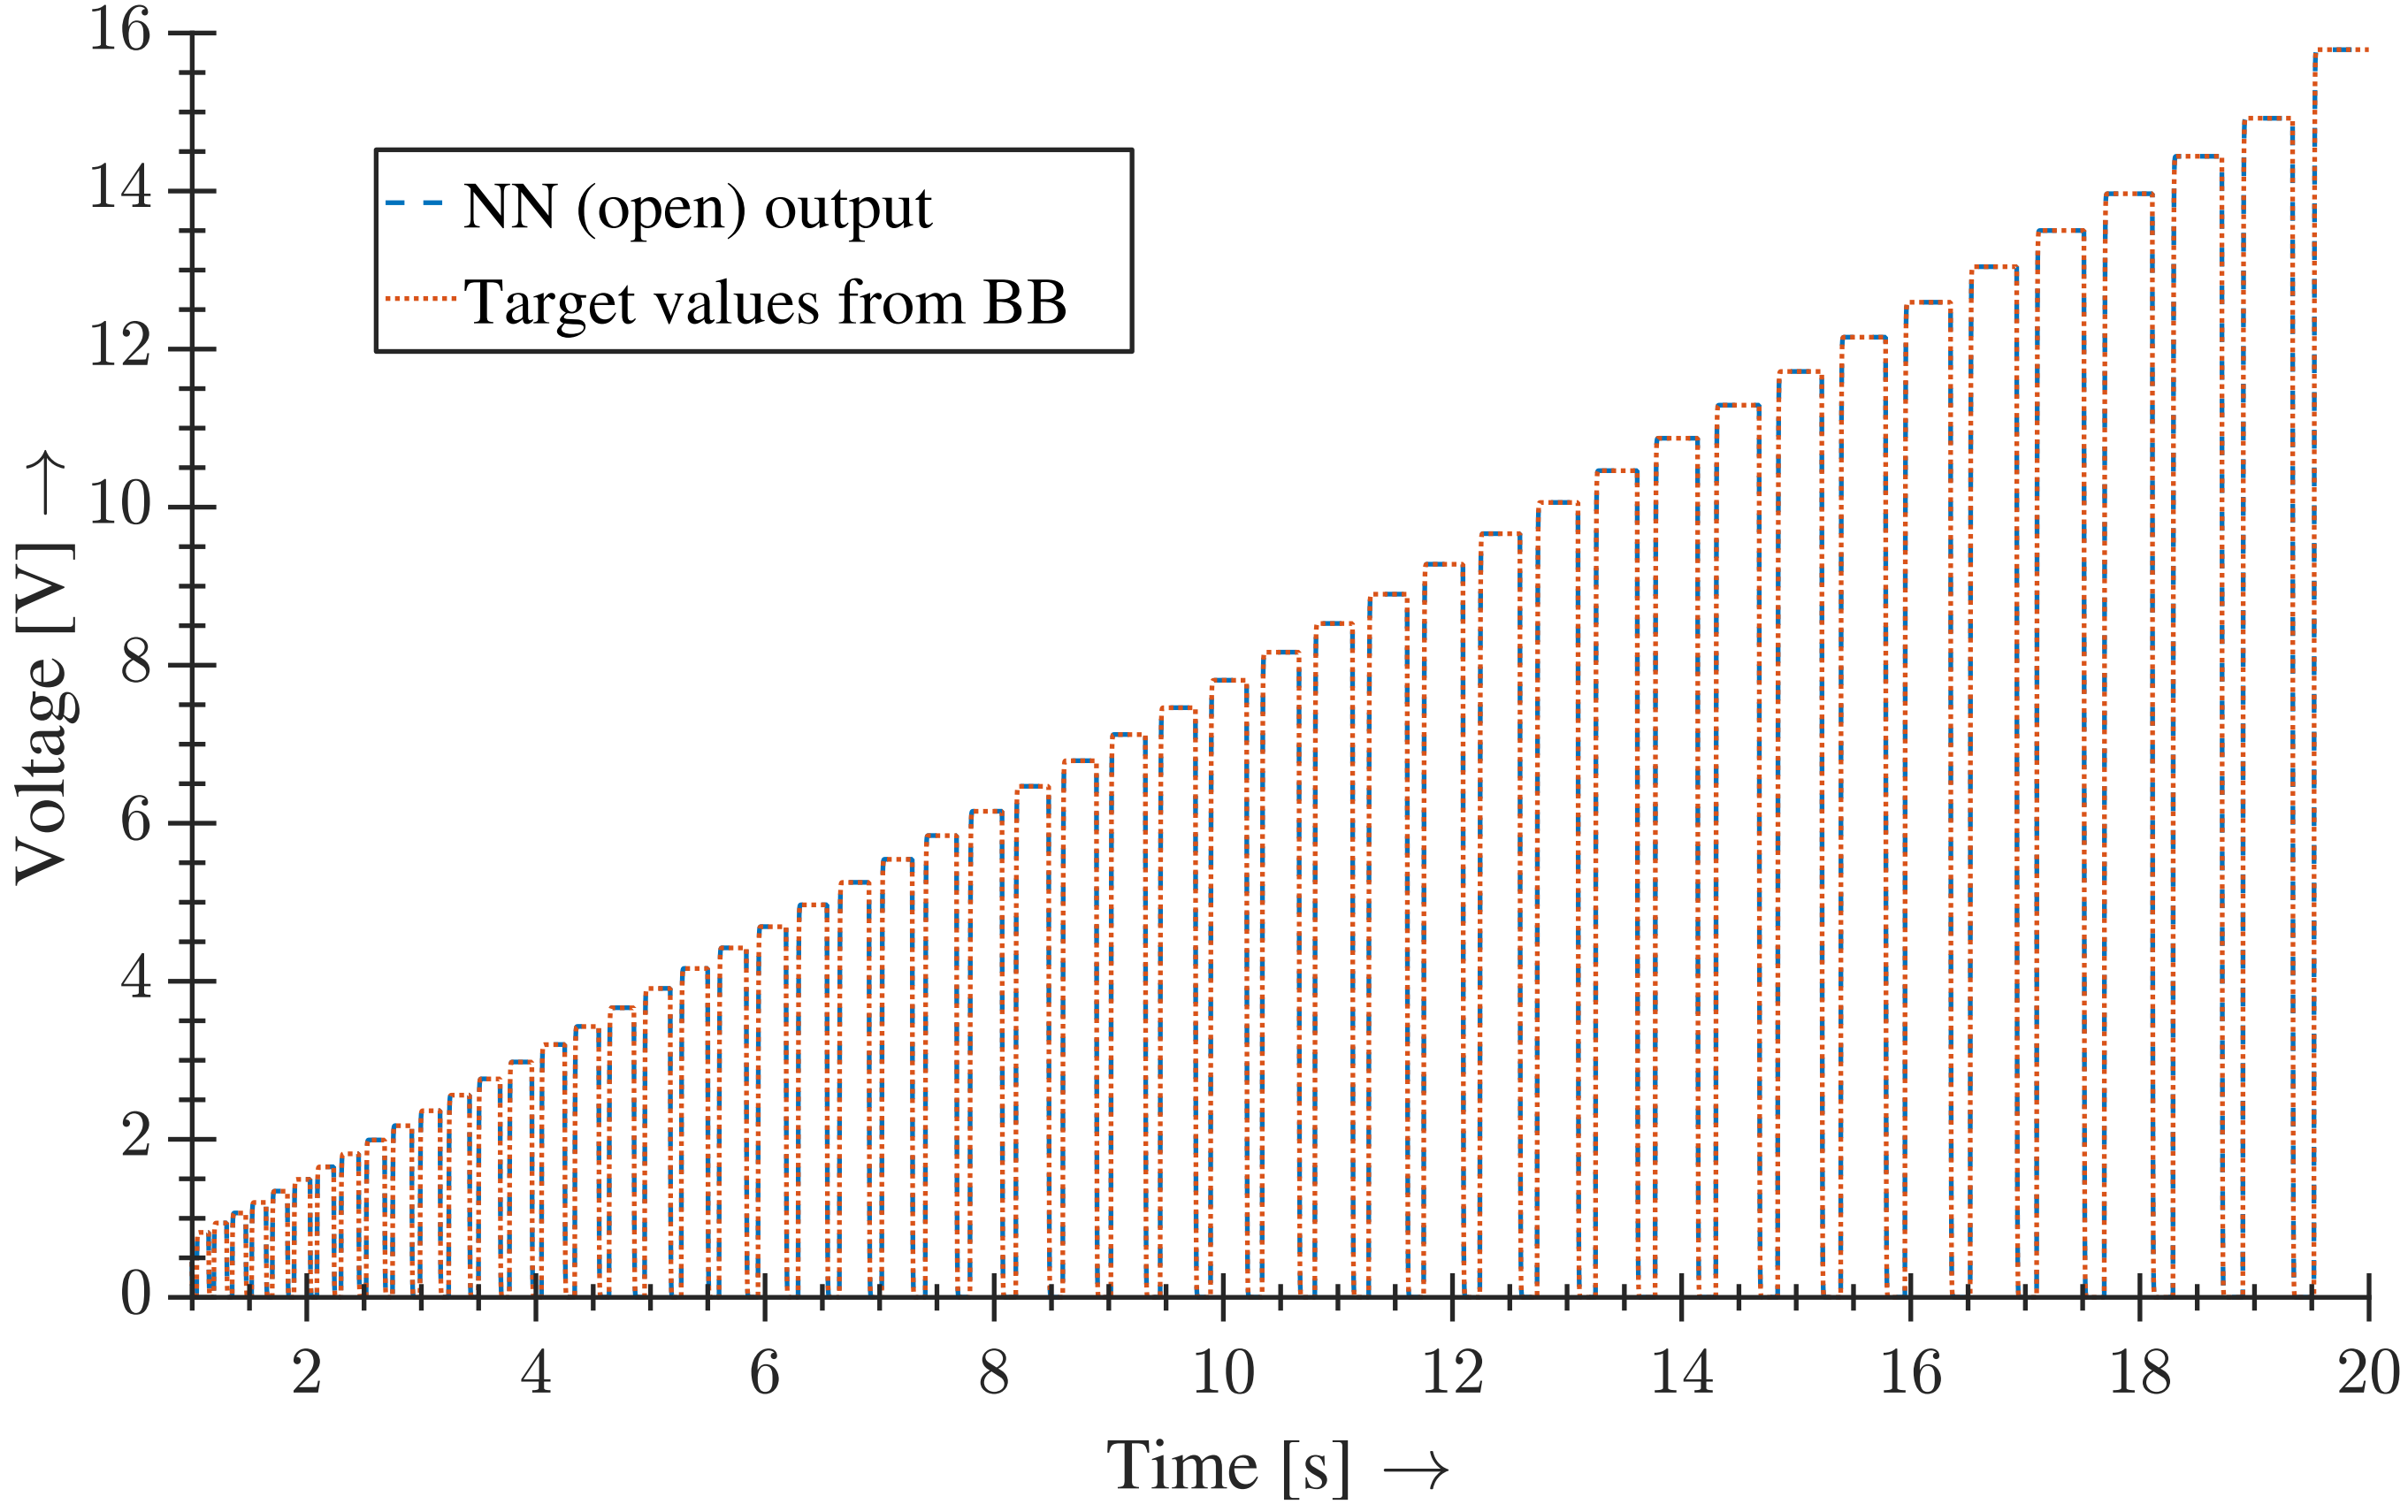 16
14
12
10
8
6
4
2
0
Voltage [V] →
NN (open) output
Target values from BB
2 4 6 8 10 12 14 16 18 20
Time [s] →